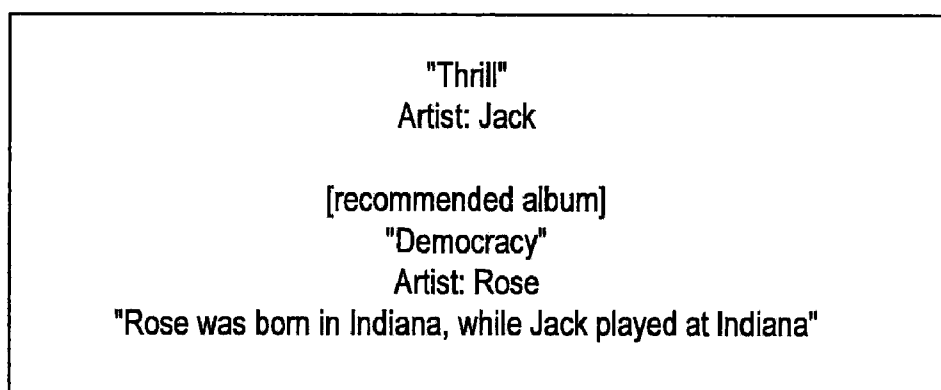 "Thrill"
Artist: Jack
[recommended album]
"Democracy"
Artist: Rose
"Rose was born in Indiana, while Jack played at Indiana"